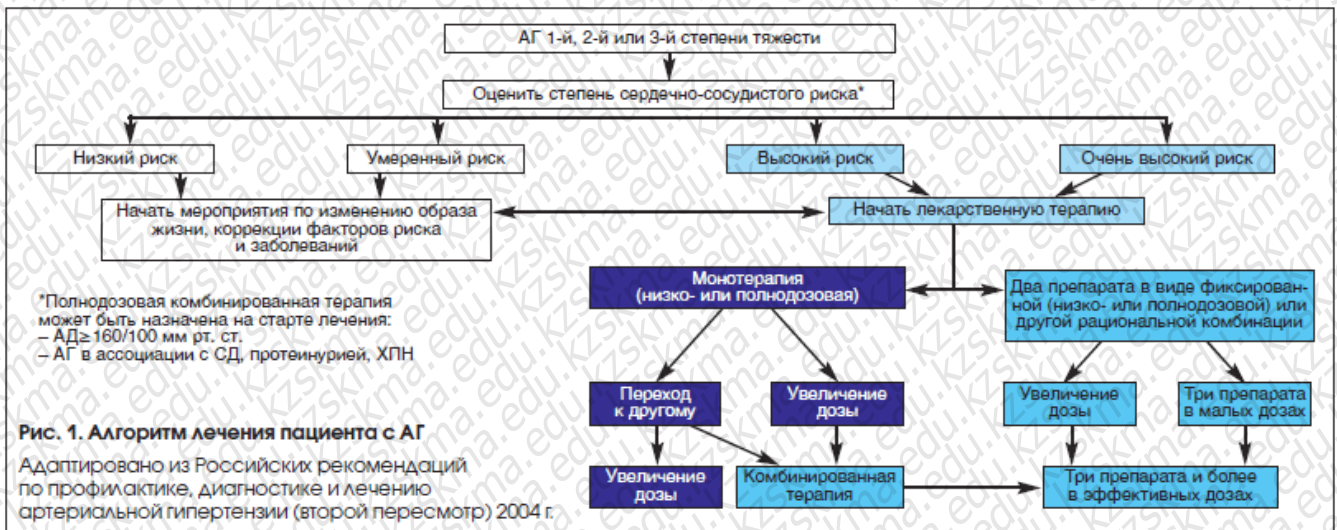 АГ 1-й, 2-й или 3-й степени тяжести
Оценить степень сердечно-сосудистого риска*
Низкий риск
Умеренный риск
Высокий риск
Очень высокий риск
Начать мероприятия по изменению образа
жизни, коррекции факторов риска
и заболеваний
Начать лекарственную терапию
Монотерапия
(низко- или полнодозовая)
Два препарата в виде фиксирован-
ной (низко- или полнодозовой) или
другой рациональной комбинации
*Полнодозовая комбинированная терапия
может быть назначена на старте лечения:
– АД≥160/100 мм рт. ст.
– АГ в ассоциации с СД, протеинурией, ХПН
Переход
к другому
Увеличение
дозы
Увеличение
дозы
Три препарата
в малых дозах
Увеличение
дозы
Комбинированная
терапия
Три препарата и более
в эффективных дозах
Рис. 1. Алгоритм лечения пациента с АГ
Адаптировано из Российских рекомендаций
по профилактике, диагностике и лечению
артериальной гипертензии (второй пересмотр) 2004 г.